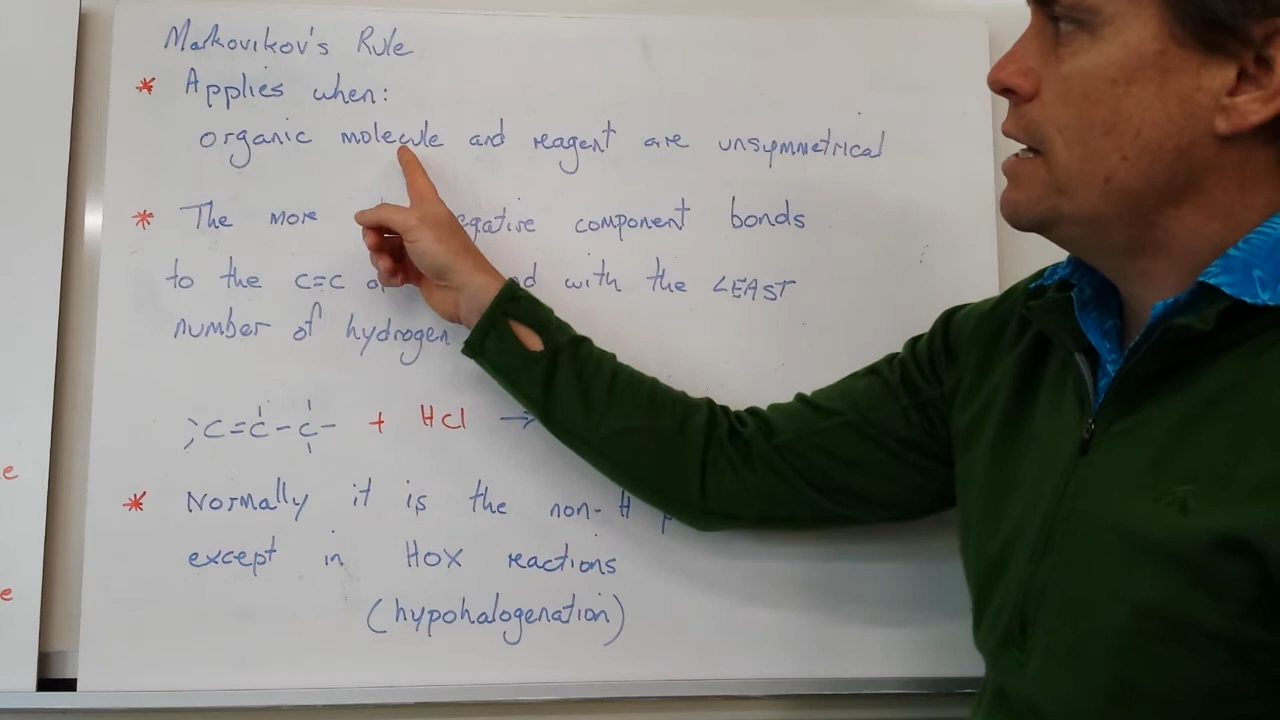 Markovikov's Rule
* Applies when:
organic molecule and reagent are unsymmetrical
* The more egative component bonds
to the C=C d with the LEAST
number of hydrogen
C=C-C- + HCl →
* Normally it is the non-H
except in HOX reactions
(hypohalogenation)
e
e